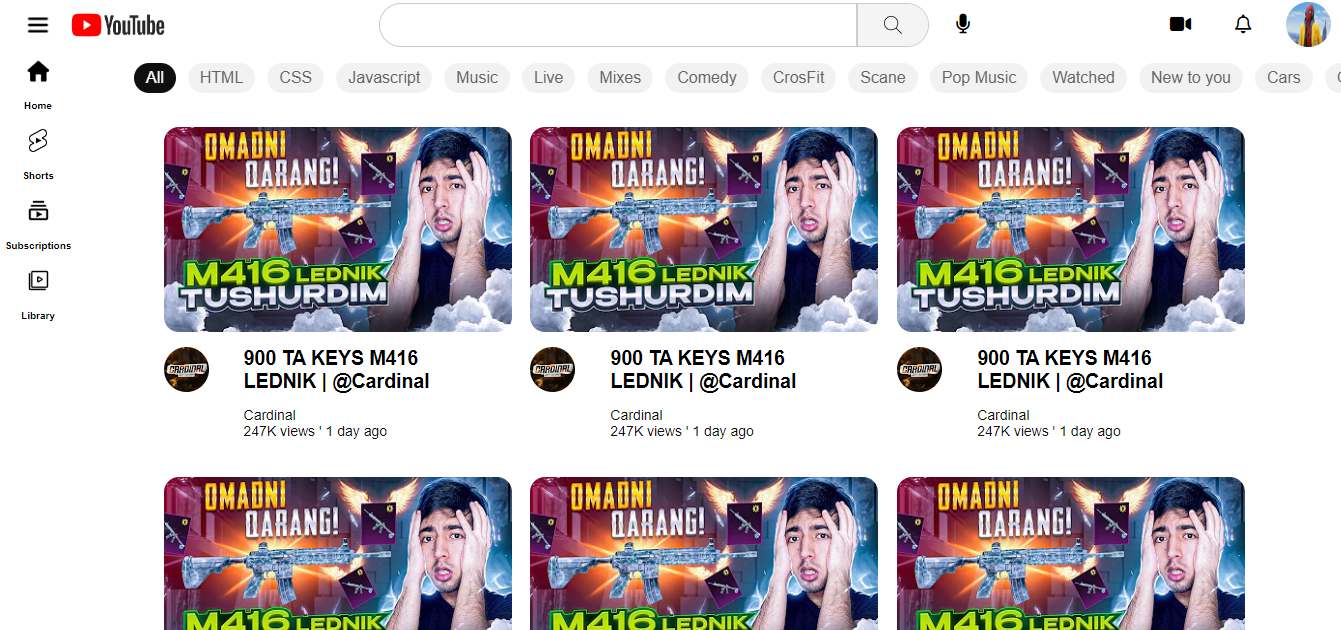 YouTube
All HTML CSS Javascript Music Live Mixes Comedy CrosFit Scane Pop Music Watched New to you Cars
Home
Shorts
Subscriptions
Library
OMADNI
QARANG!
M416 LEDNIK
TUSHURDIM
OMADNI
QARANG!
M416 LEDNIK
TUSHURDIM
OMADNI
QARANG!
M416 LEDNIK
TUSHURDIM
CARDINAL
900 TA KEYS M416
LEDNIK | @Cardinal
Cardinal
247K views ' 1 day ago
CARDINAL
900 TA KEYS M416
LEDNIK | @Cardinal
Cardinal
247K views ' 1 day ago
CARDINAL
900 TA KEYS M416
LEDNIK | @Cardinal
Cardinal
247K views ' 1 day ago
OMADNI
QARANG!
M416 LEDNIK
OMADNI
QARANG!
M416 LEDNIK
OMADNI
QARANG!
M416 LEDNIK